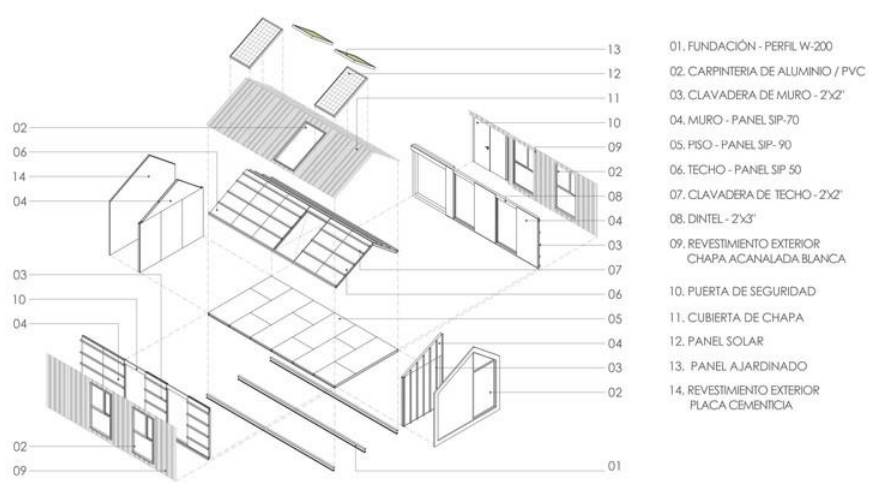 13
12
02
11
10
06
09
02
14
08
04
04
03
03
07
10
06
04
05
04
03
02
02
09
01
01. FUNDACIÓN - PERFIL W-200
02. CARPINTERIA DE ALUMINIO / PVC
03. CLAVADERA DE MURO - 2'x2"
04. MURO - PANEL SIP-70
05. PISO - PANEL SIP- 90
06. TECHO - PANEL SIP 50
07. CLAVADERA DE TECHO - 2'x2"
08. DINTEL - 2'x3"
09. REVESTIMIENTO EXTERIOR
CHAPA ACANALADA BLANCA
10. PUERTA DE SEGURIDAD
11. CUBIERTA DE CHAPA
12. PANEL SOLAR
13. PANEL AJARDINADO
14. REVESTIMIENTO EXTERIOR
PLACA CEMENTICIA